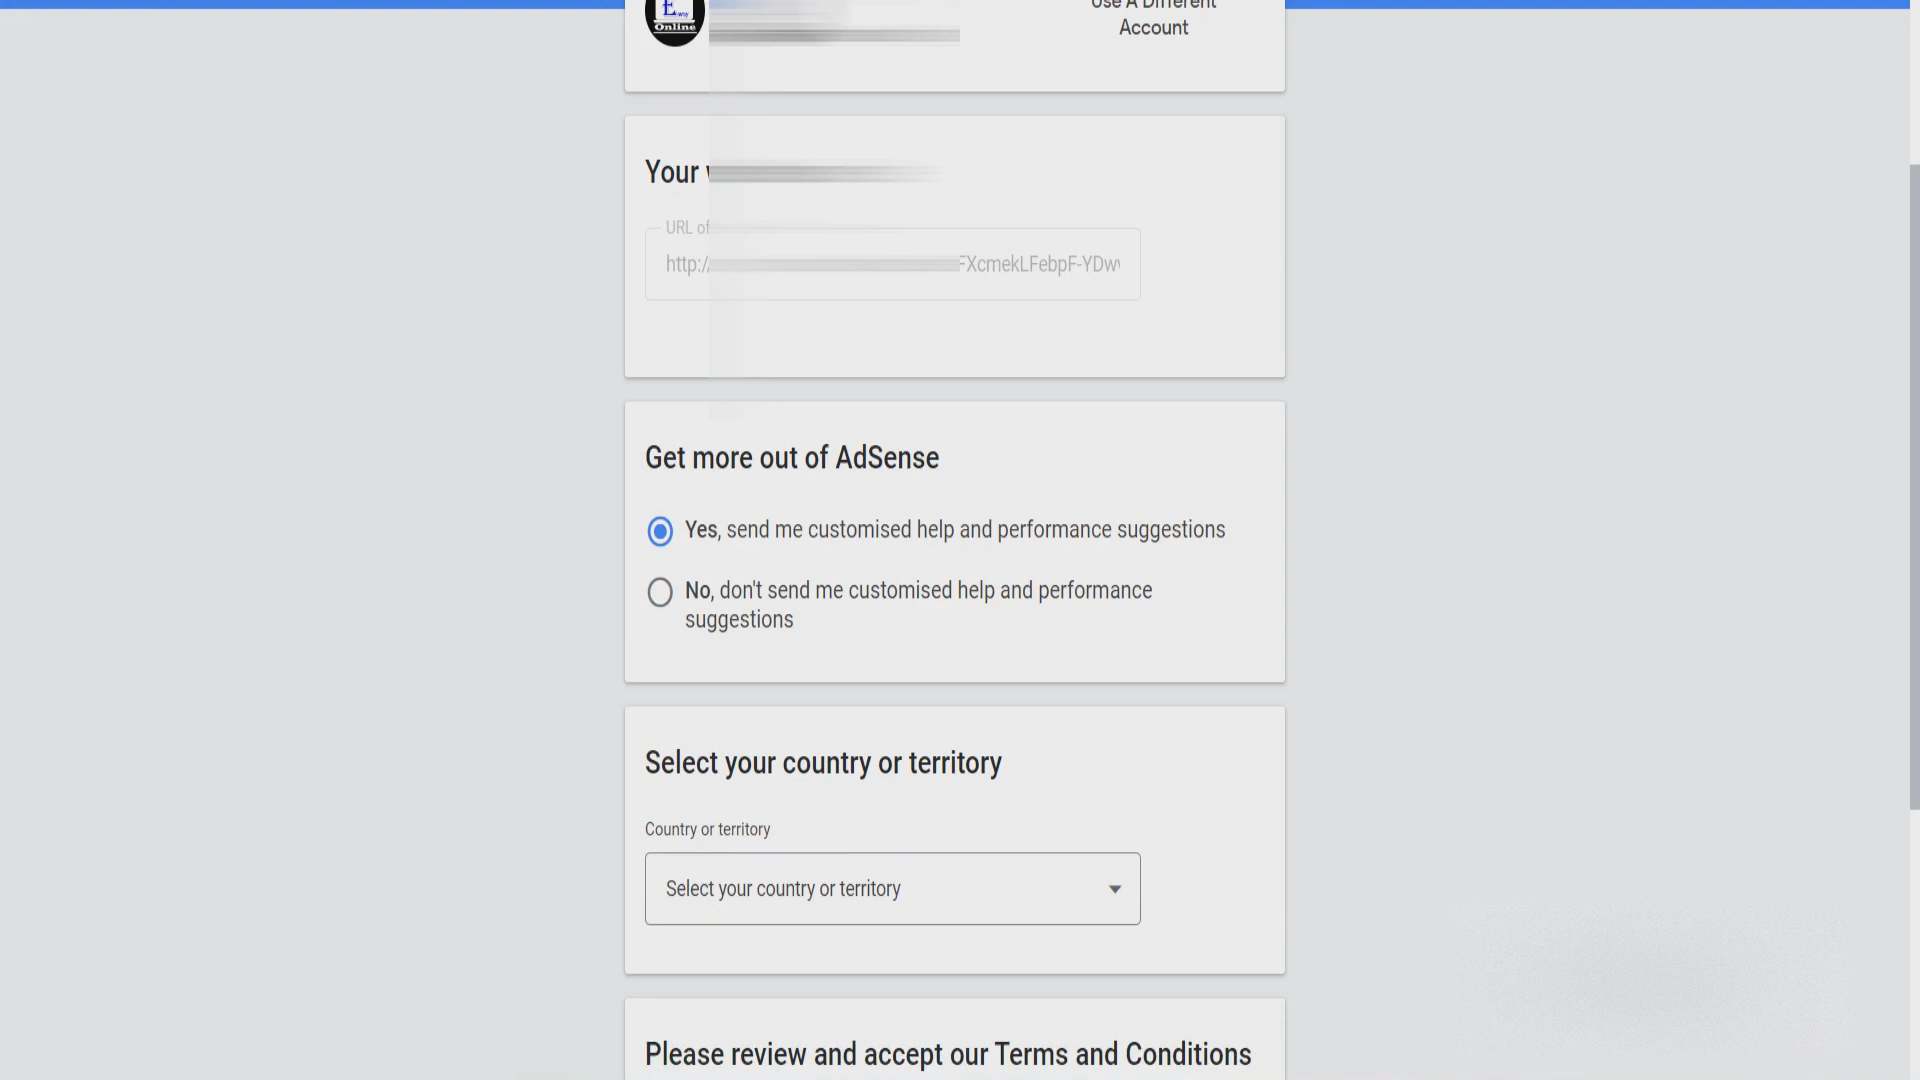 Use A Different
Account
Online
Your
URL of
http:/ FXcmekLFebpF-YDw
Get more out of AdSense
Yes, send me customised help and performance suggestions
No, don't send me customised help and performance
suggestions
Select your country or territory
Country or territory
Select your country or territory
Please review and accept our Terms and Conditions